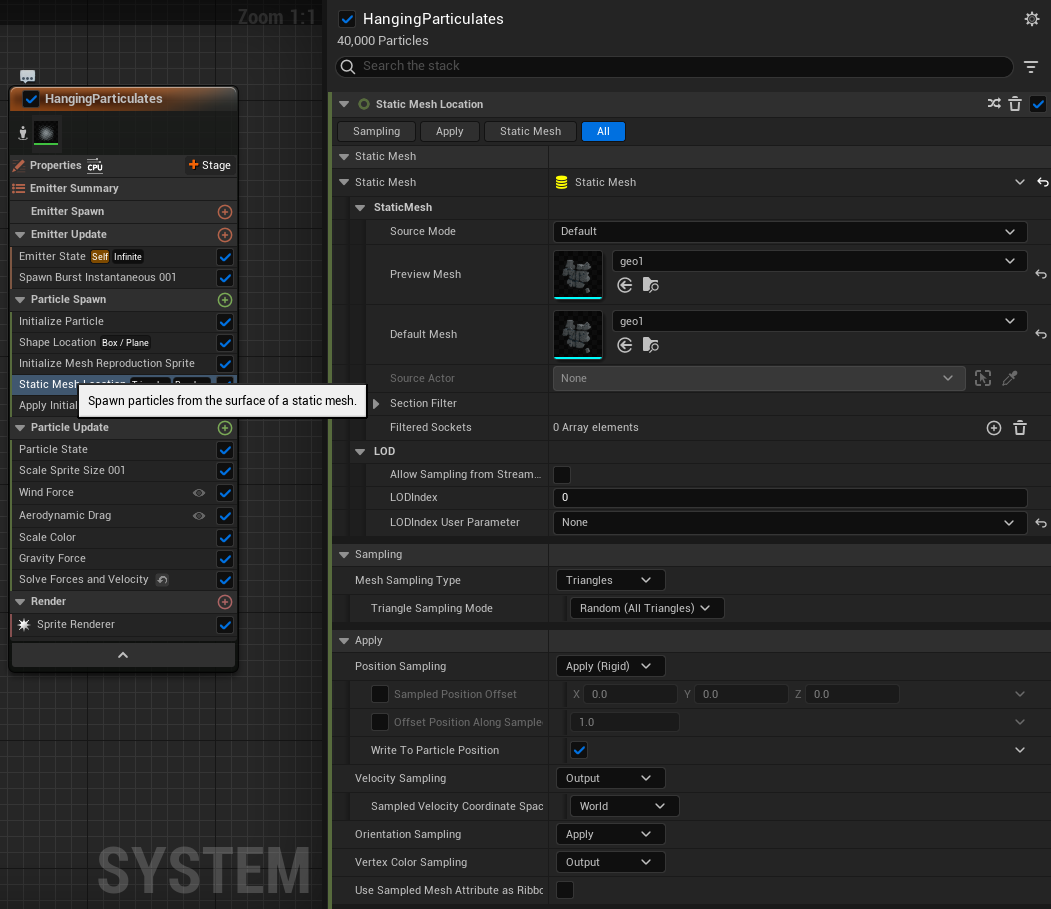 Zoom 1:1
HangingParticulates
Properties CPU Stage
Emitter Summary
Emitter Spawn
Emitter Update
Emitter State Self Infinite
Spawn Burst Instantaneous 001
Particle Spawn
Initialize Particle
Shape Location Box / Plane
Initialize Mesh Reproduction Sprite
Static Mesh Location
Spawn particles from the surface of a static mesh.
Apply Initial
Particle Update
Particle State
Scale Sprite Size 001
Wind Force
Aerodynamic Drag
Scale Color
Gravity Force
Solve Forces and Velocity
Render
Sprite Renderer
SYSTEM
HangingParticulates
40,000 Particles
Search the stack
Static Mesh Location
Sampling Apply Static Mesh All
Static Mesh
Static Mesh Static Mesh
StaticMesh
Source Mode Default
Preview Mesh geo1
Default Mesh geo1
Source Actor None
Section Filter
Filtered Sockets 0 Array elements
LOD
Allow Sampling from Stream...
LODIndex 0
LODIndex User Parameter None
Sampling
Mesh Sampling Type Triangles
Triangle Sampling Mode Random (All Triangles)
Apply
Position Sampling Apply (Rigid)
Sampled Position Offset X 0.0 Y 0.0 Z 0.0
Offset Position Along Sample 1.0
Write To Particle Position
Velocity Sampling Output
Sampled Velocity Coordinate Spac World
Orientation Sampling Apply
Vertex Color Sampling Output
Use Sampled Mesh Attribute as Ribbo